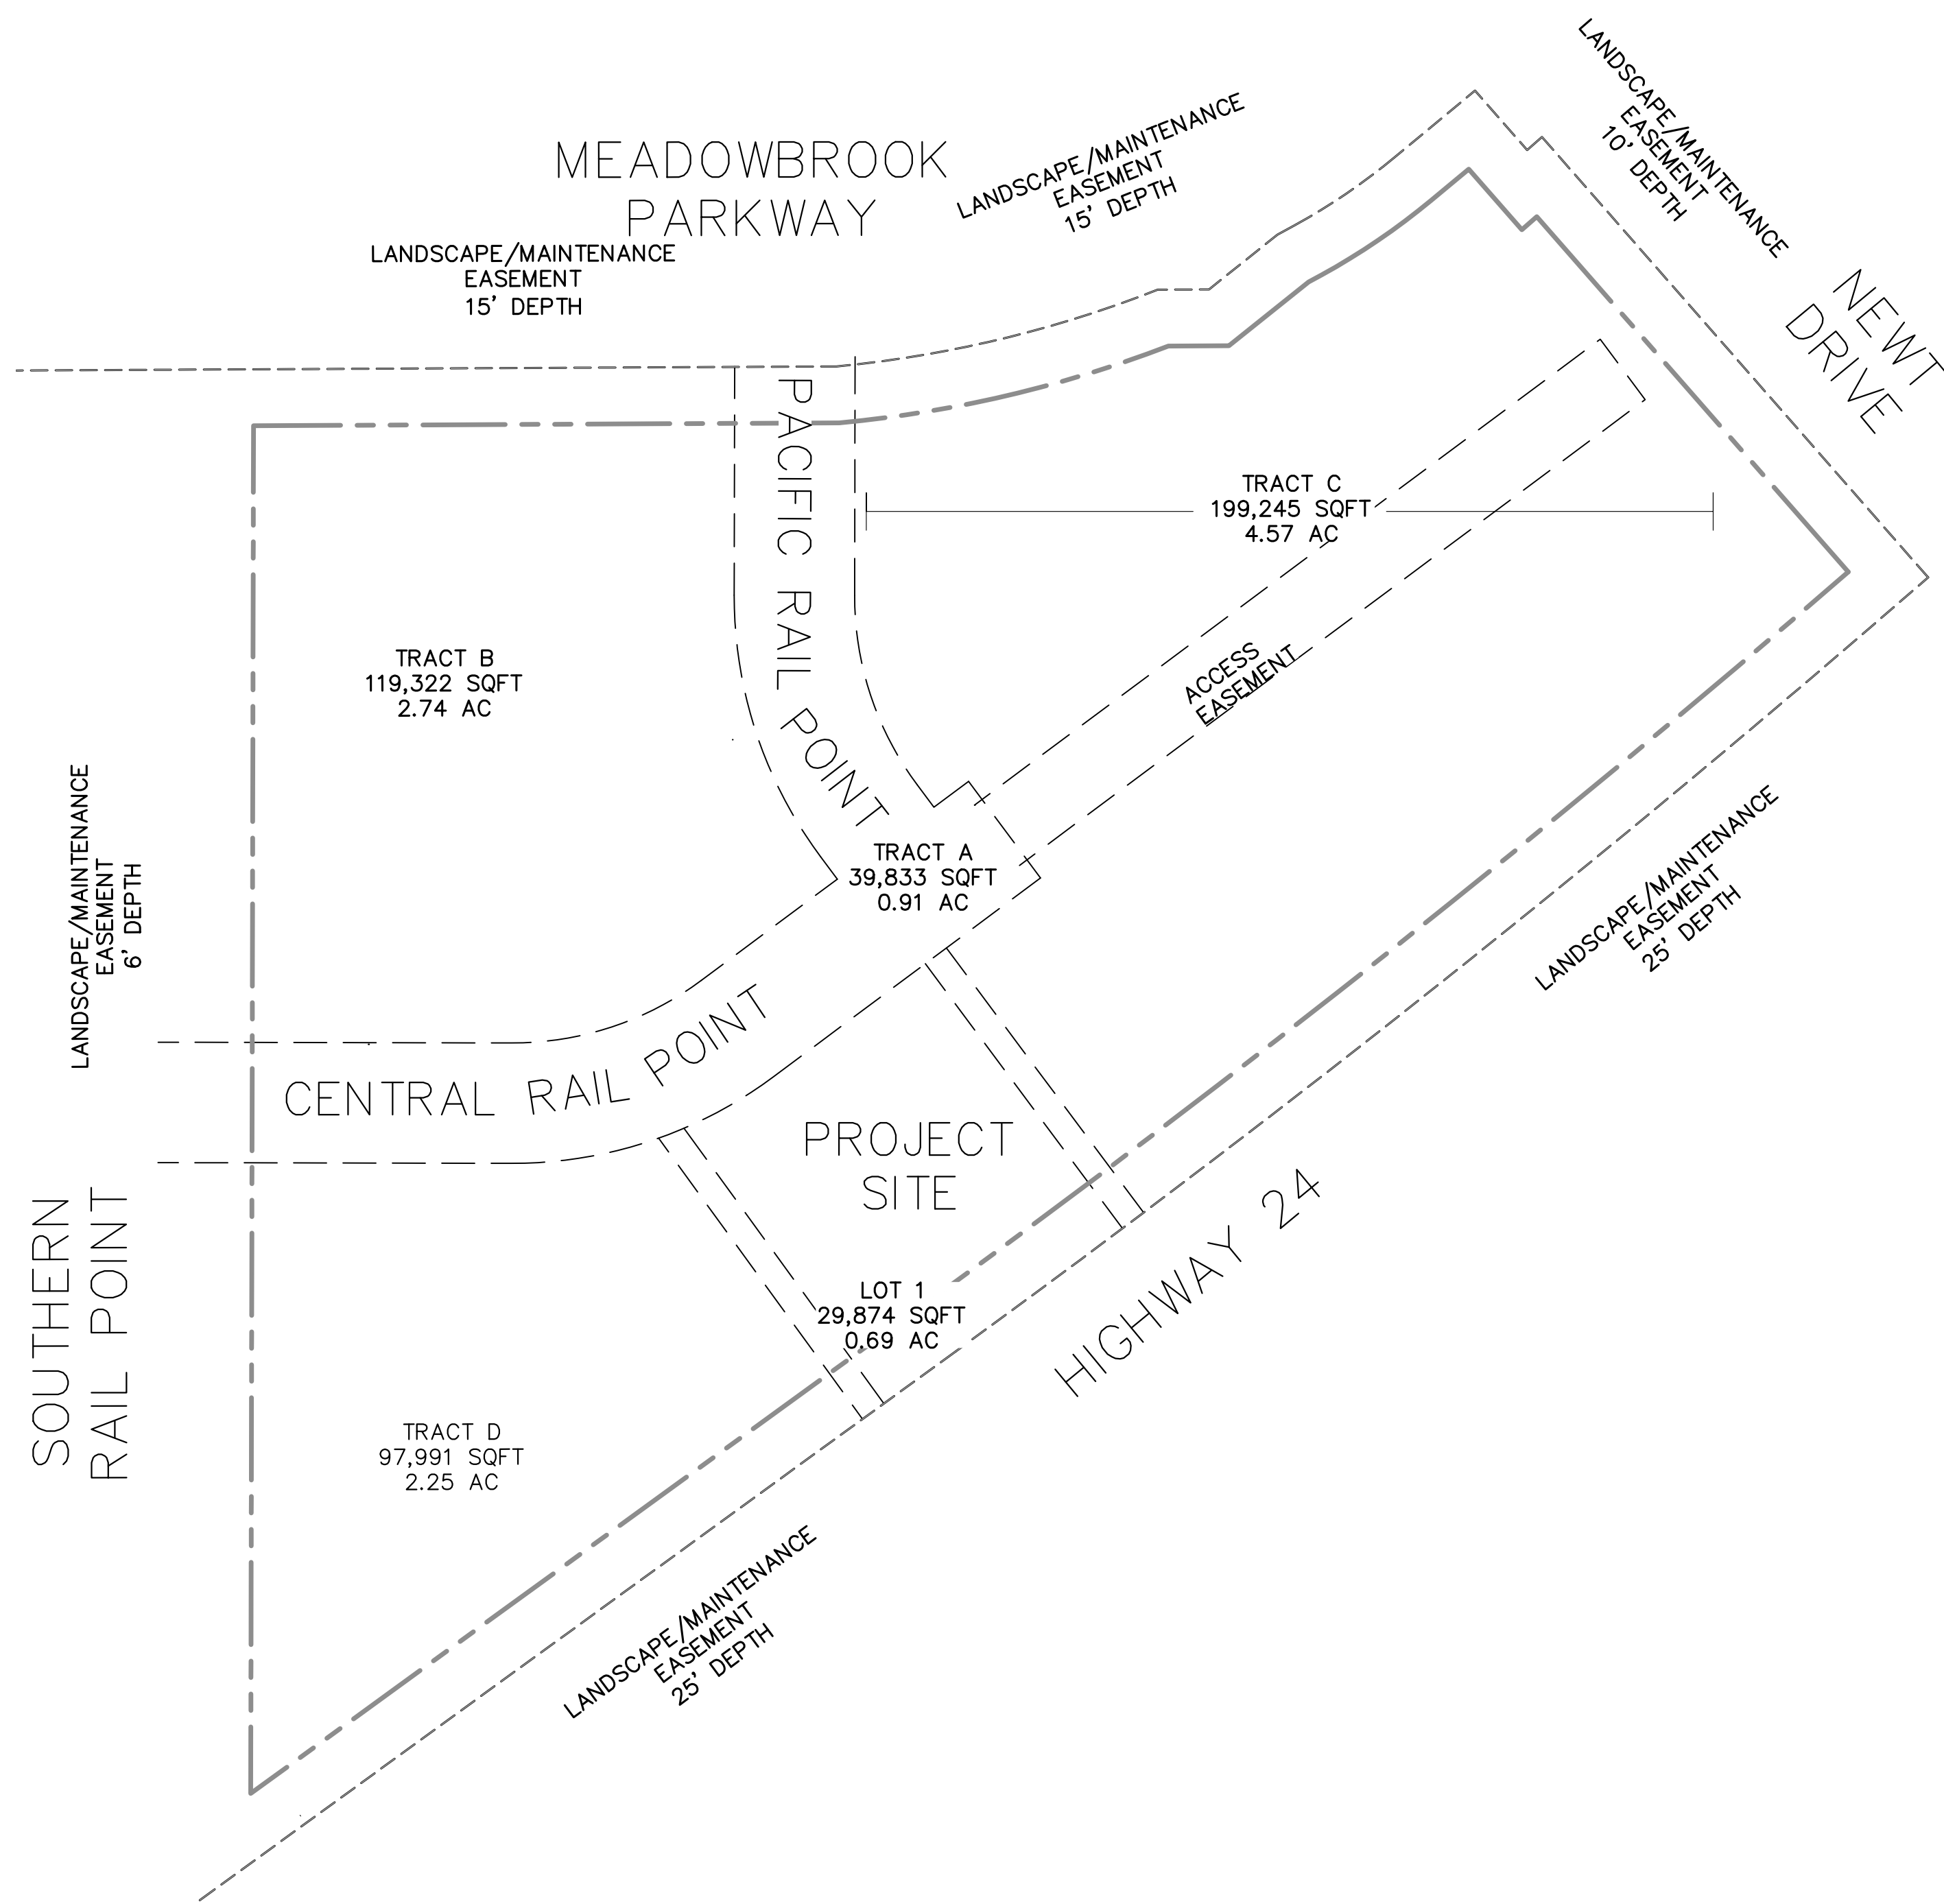 LANDSCAPE/MAINTENANCE
EASEMENT
10' DEPTH
MEADOWBROOK
PARKWAY
LANDSCAPE/MAINTENANCE
EASEMENT
15' DEPTH
LANDSCAPE/MAINTENANCE
EASEMENT
15' DEPTH
NEWT
DRIVE
PACIFIC RAIL POINT
TRACT C
199,245 SQFT
4.57 AC
TRACT B
119,322 SQFT
2.74 AC
ACCESS
EASEMENT
LANDSCAPE/MAINTENANCE
EASEMENT
6' DEPTH
TRACT A
39,833 SQFT
0.91 AC
LANDSCAPE/MAINTENANCE
EASEMENT
25' DEPTH
CENTRAL RAIL POINT
PROJECT
SITE
SOUTHERN
RAIL POINT
HIGHWAY 24
LOT 1
29,874 SQFT
0.69 AC
TRACT D
97,991 SQFT
2.25 AC
LANDSCAPE/MAINTENANCE
EASEMENT
25' DEPTH